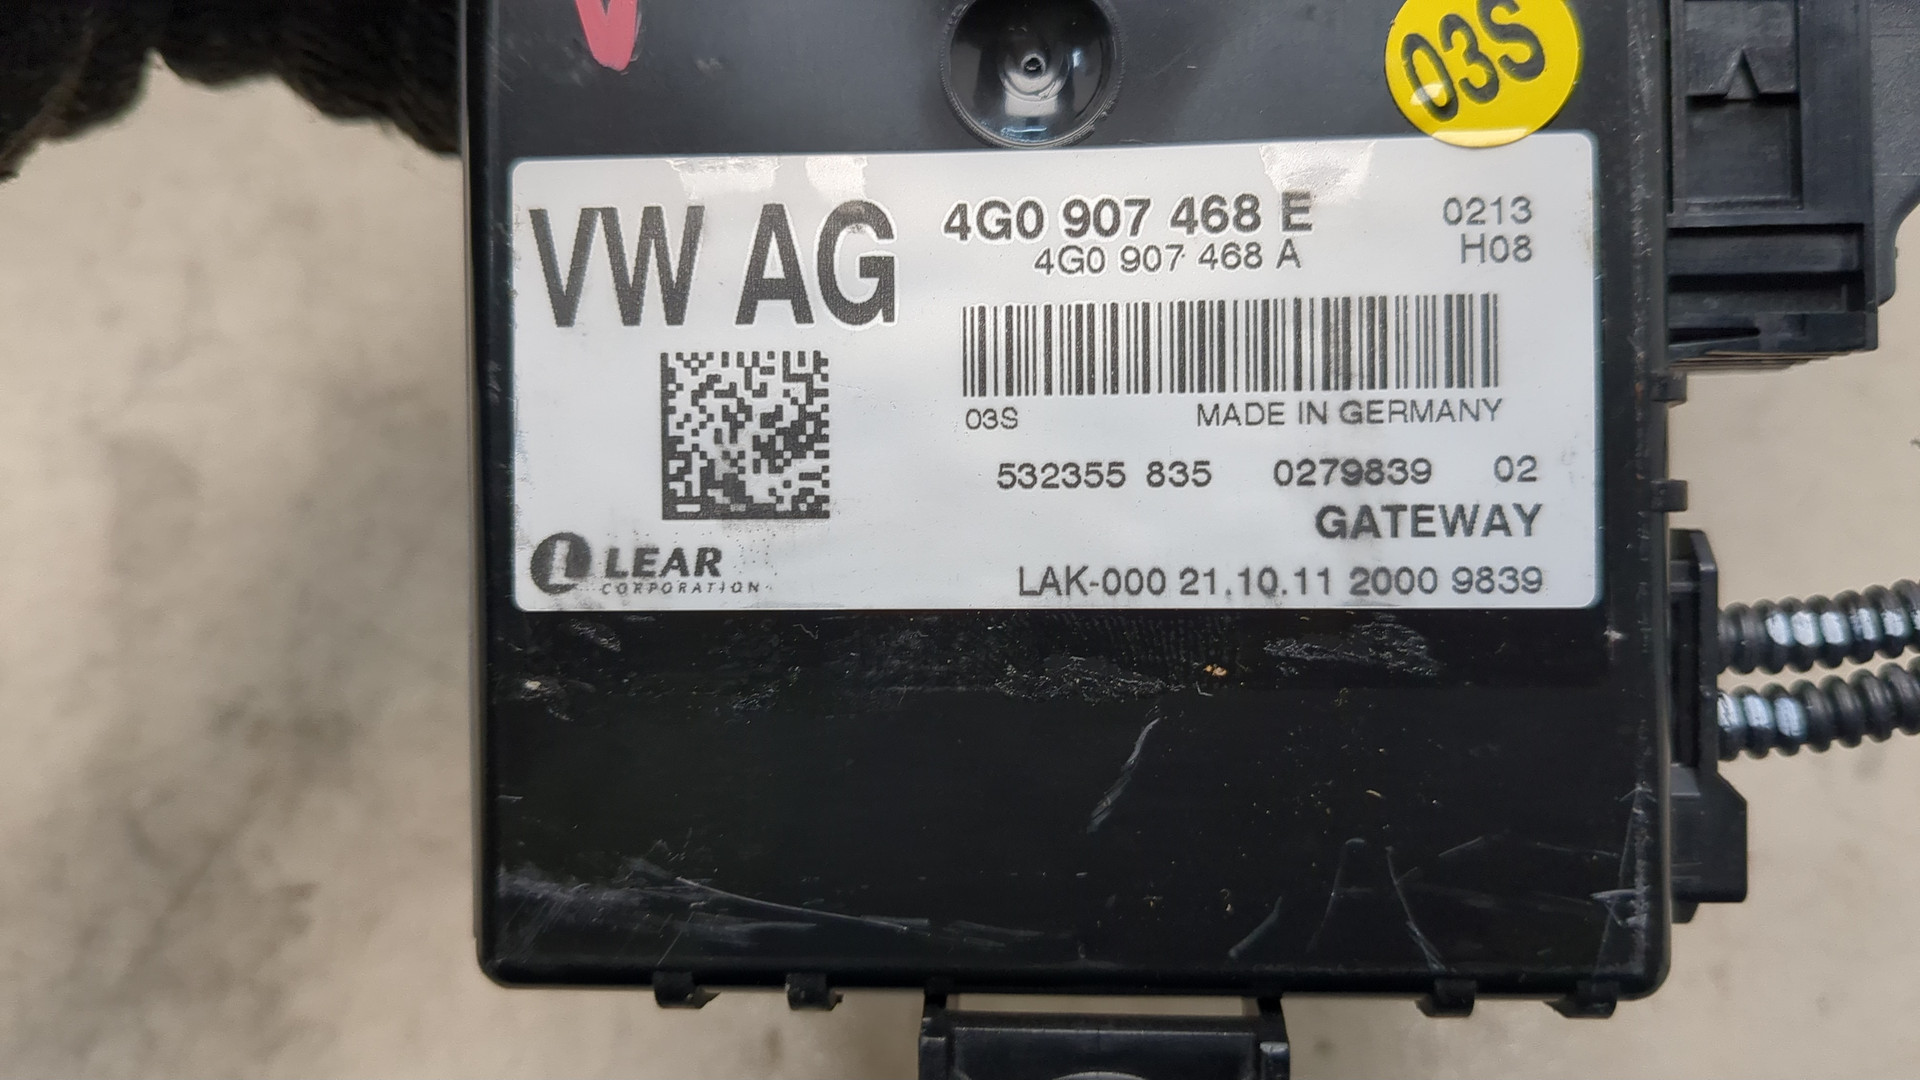 V
03S
VW AG
4G0 907 468 E
0213
4G0 907 468 A
H08
03S
MADE IN GERMANY
532355 835
0279839
02
GATEWAY
LEAR
CORPORATION
LAK-000 21.10.11 2000 9839